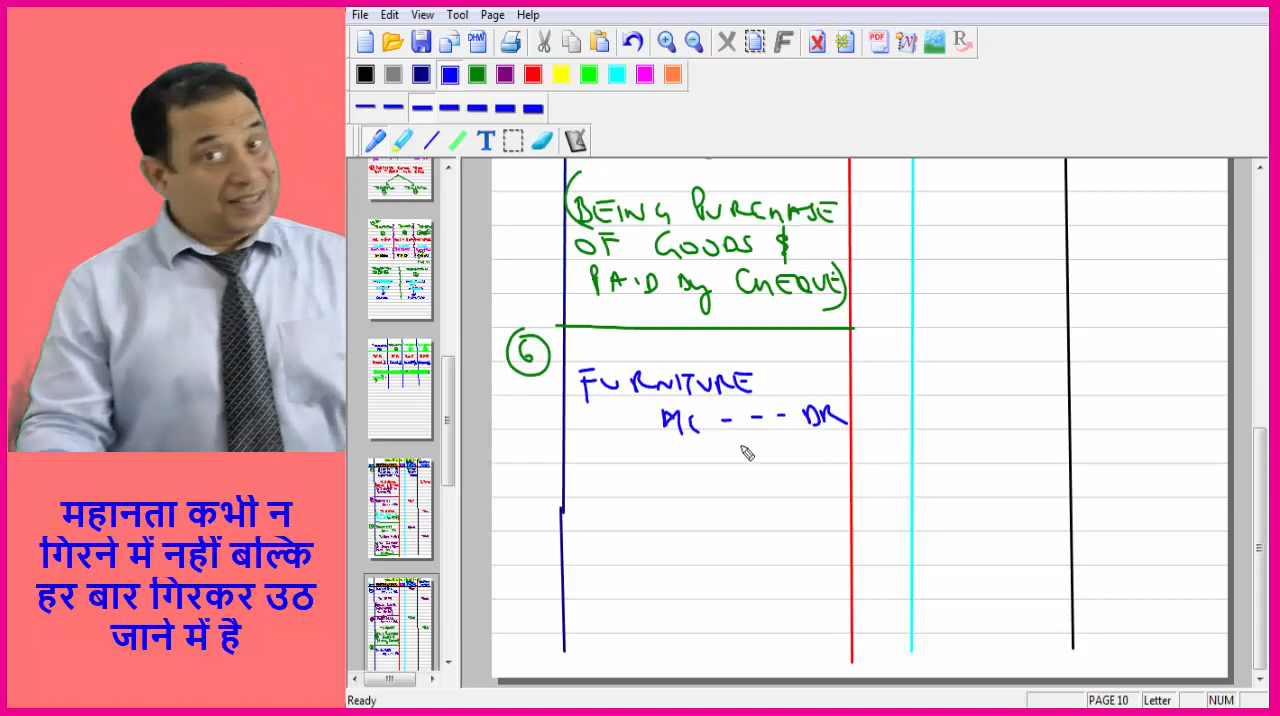 File Edit View Tool Page Help
(BEING PURCHASE
OF GOODS &
PAID By CHEQUE)
6
FURNITURE
A/C - - - DR
महानता कभी न
गिरने में नहीं बल्कि
हर बार गिरकर उठ
जाने में है
Ready
PAGE 10 Letter NUM